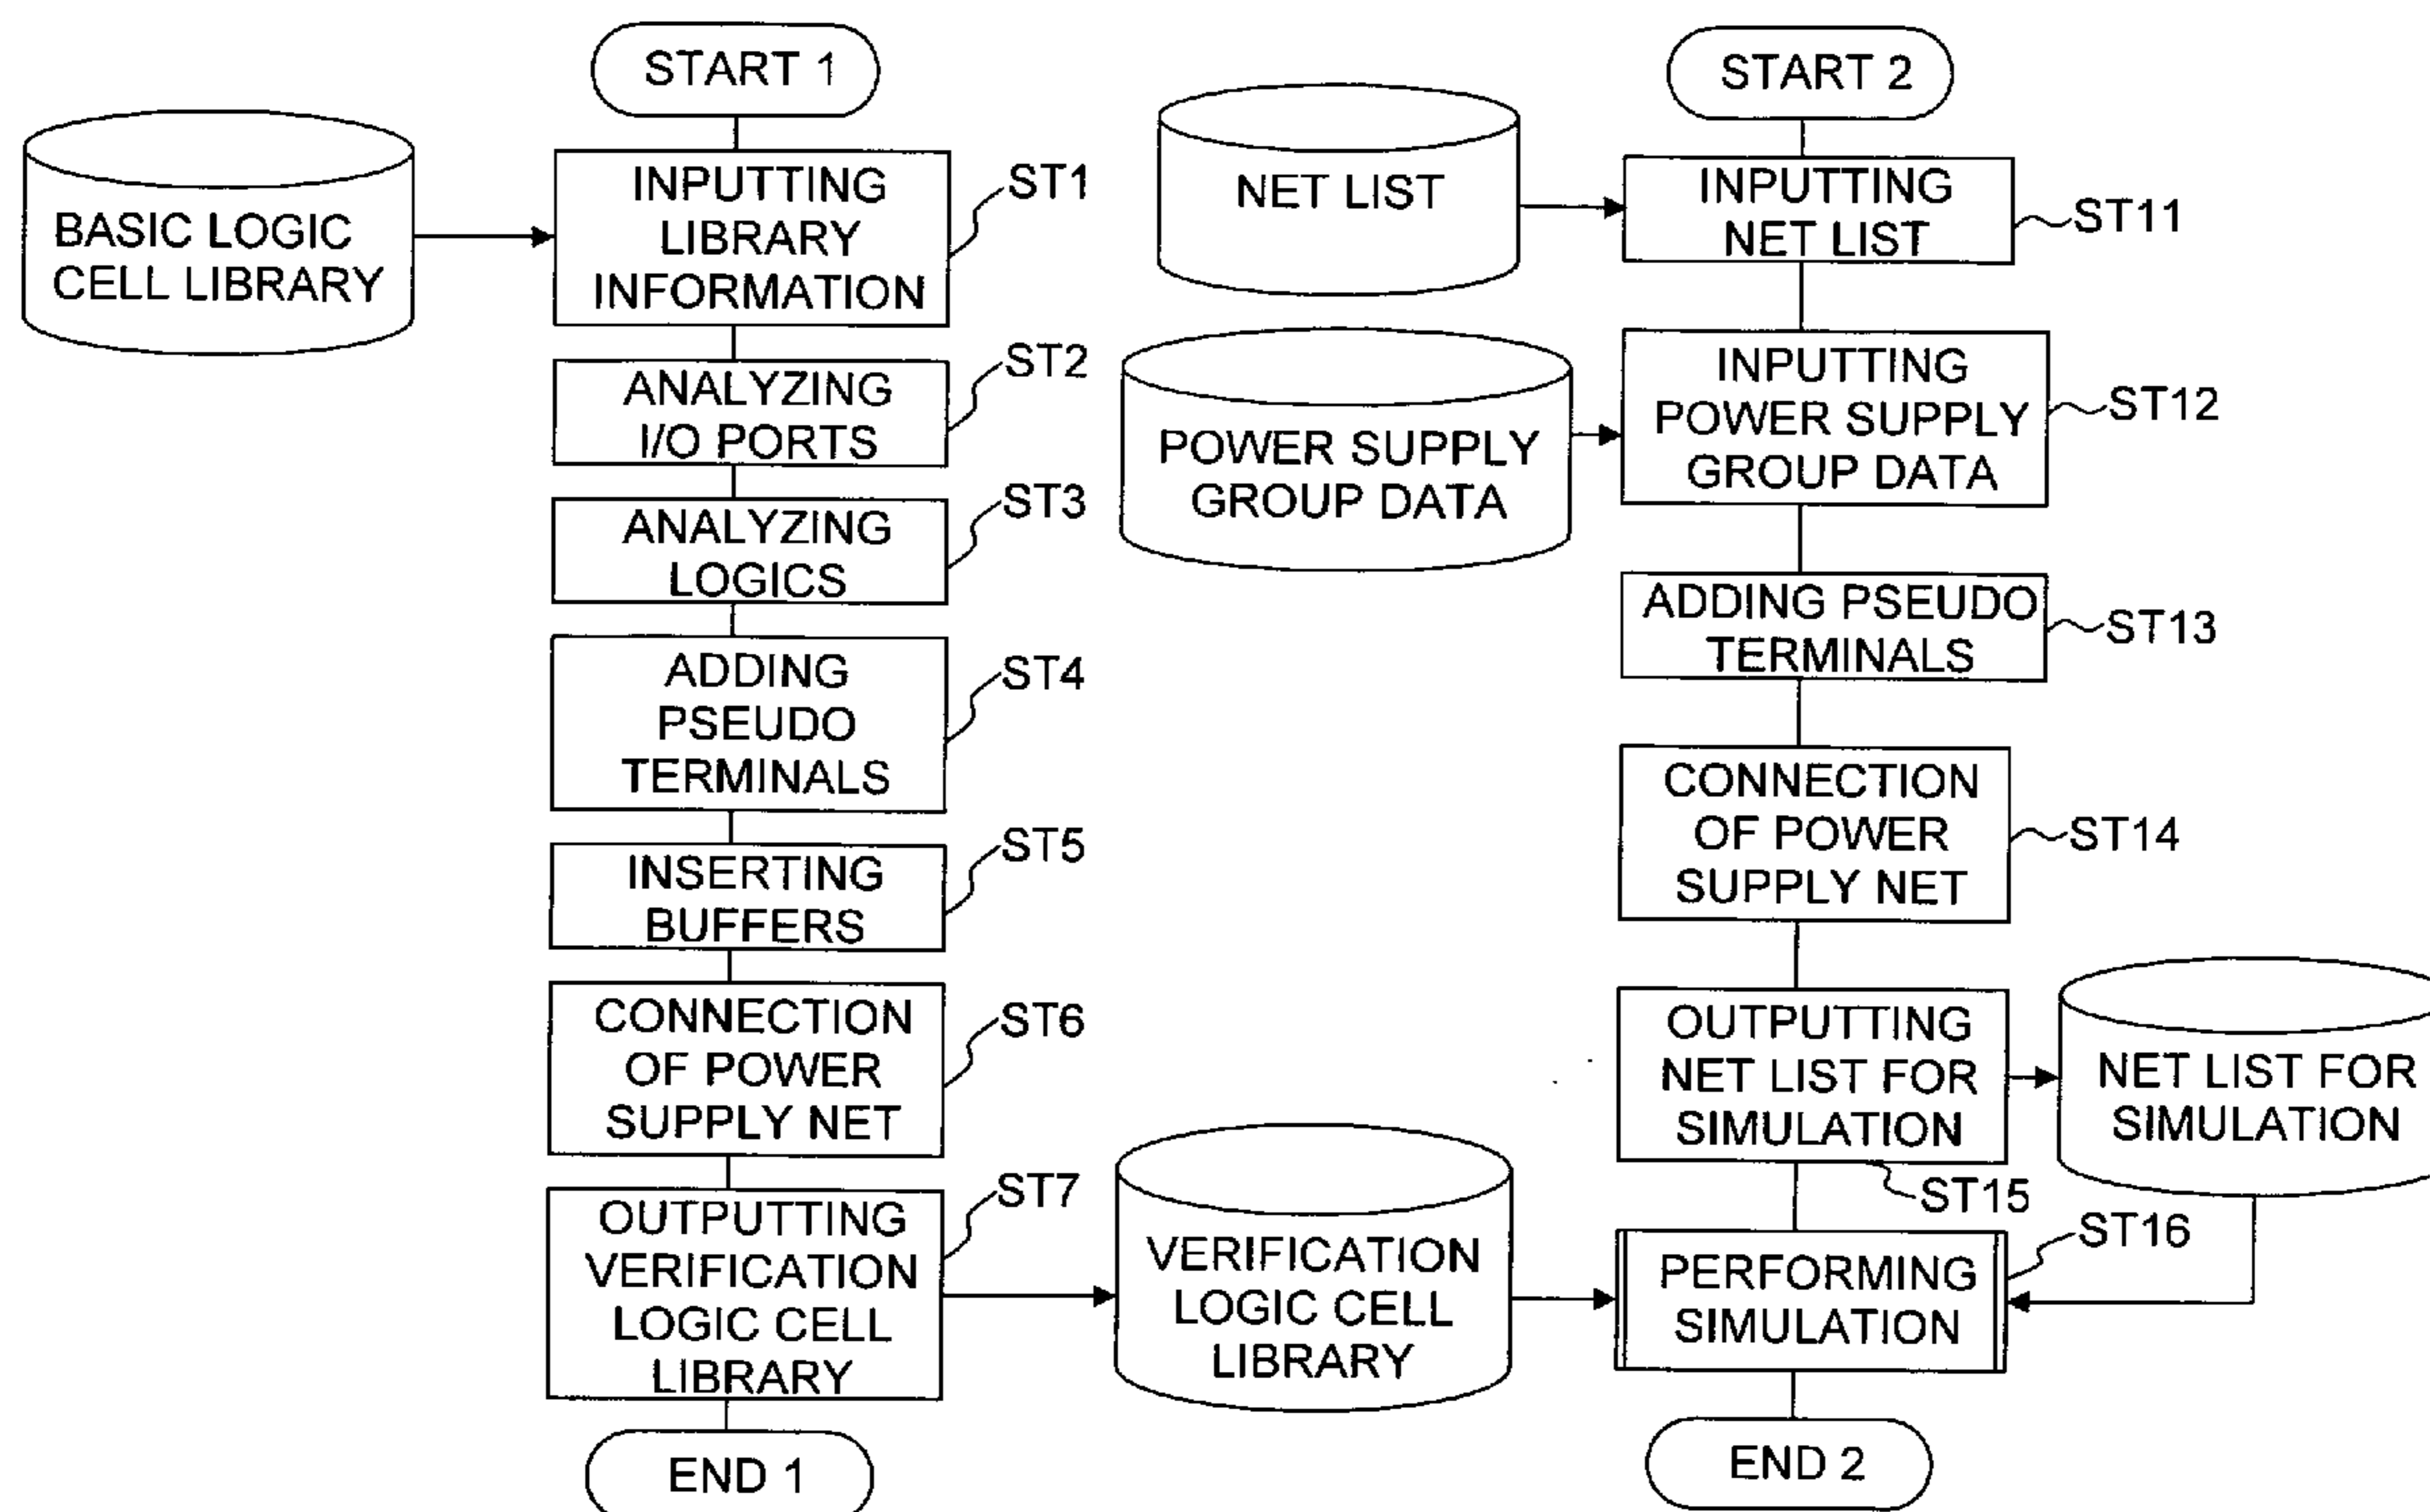 START 1
BASIC LOGIC
CELL LIBRARY
INPUTTING
LIBRARY
INFORMATION
ST1
ANALYZING
I/O PORTS
ST2
ANALYZING
LOGICS
ST3
ADDING
PSEUDO
TERMINALS
ST4
INSERTING
BUFFERS
ST5
CONNECTION
OF POWER
SUPPLY NET
ST6
OUTPUTTING
VERIFICATION
LOGIC CELL
LIBRARY
ST7
END 1
VERIFICATION
LOGIC CELL
LIBRARY
START 2
NET LIST
INPUTTING
NET LIST
ST11
POWER SUPPLY
GROUP DATA
INPUTTING
POWER SUPPLY
GROUP DATA
ST12
ADDING PSEUDO
TERMINALS
ST13
CONNECTION
OF POWER
SUPPLY NET
ST14
OUTPUTTING
NET LIST FOR
SIMULATION
ST15
NET LIST FOR
SIMULATION
PERFORMING
SIMULATION
ST16
END 2